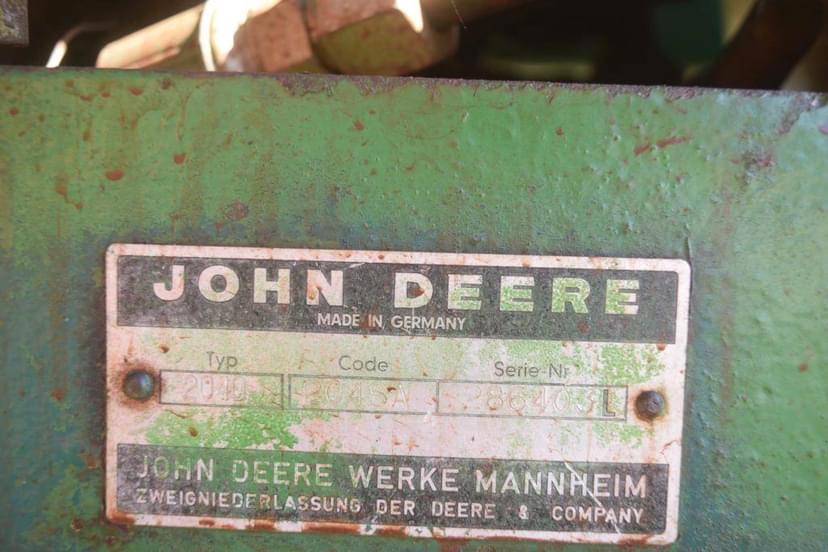 JOHN DEERE
MADE IN GERMANY
Typ Code Serie-Nr
L
JOHN DEERE WERKE MANNHEIM
ZWEIGNIEDERLASSUNG DER DEERE & COMPANY